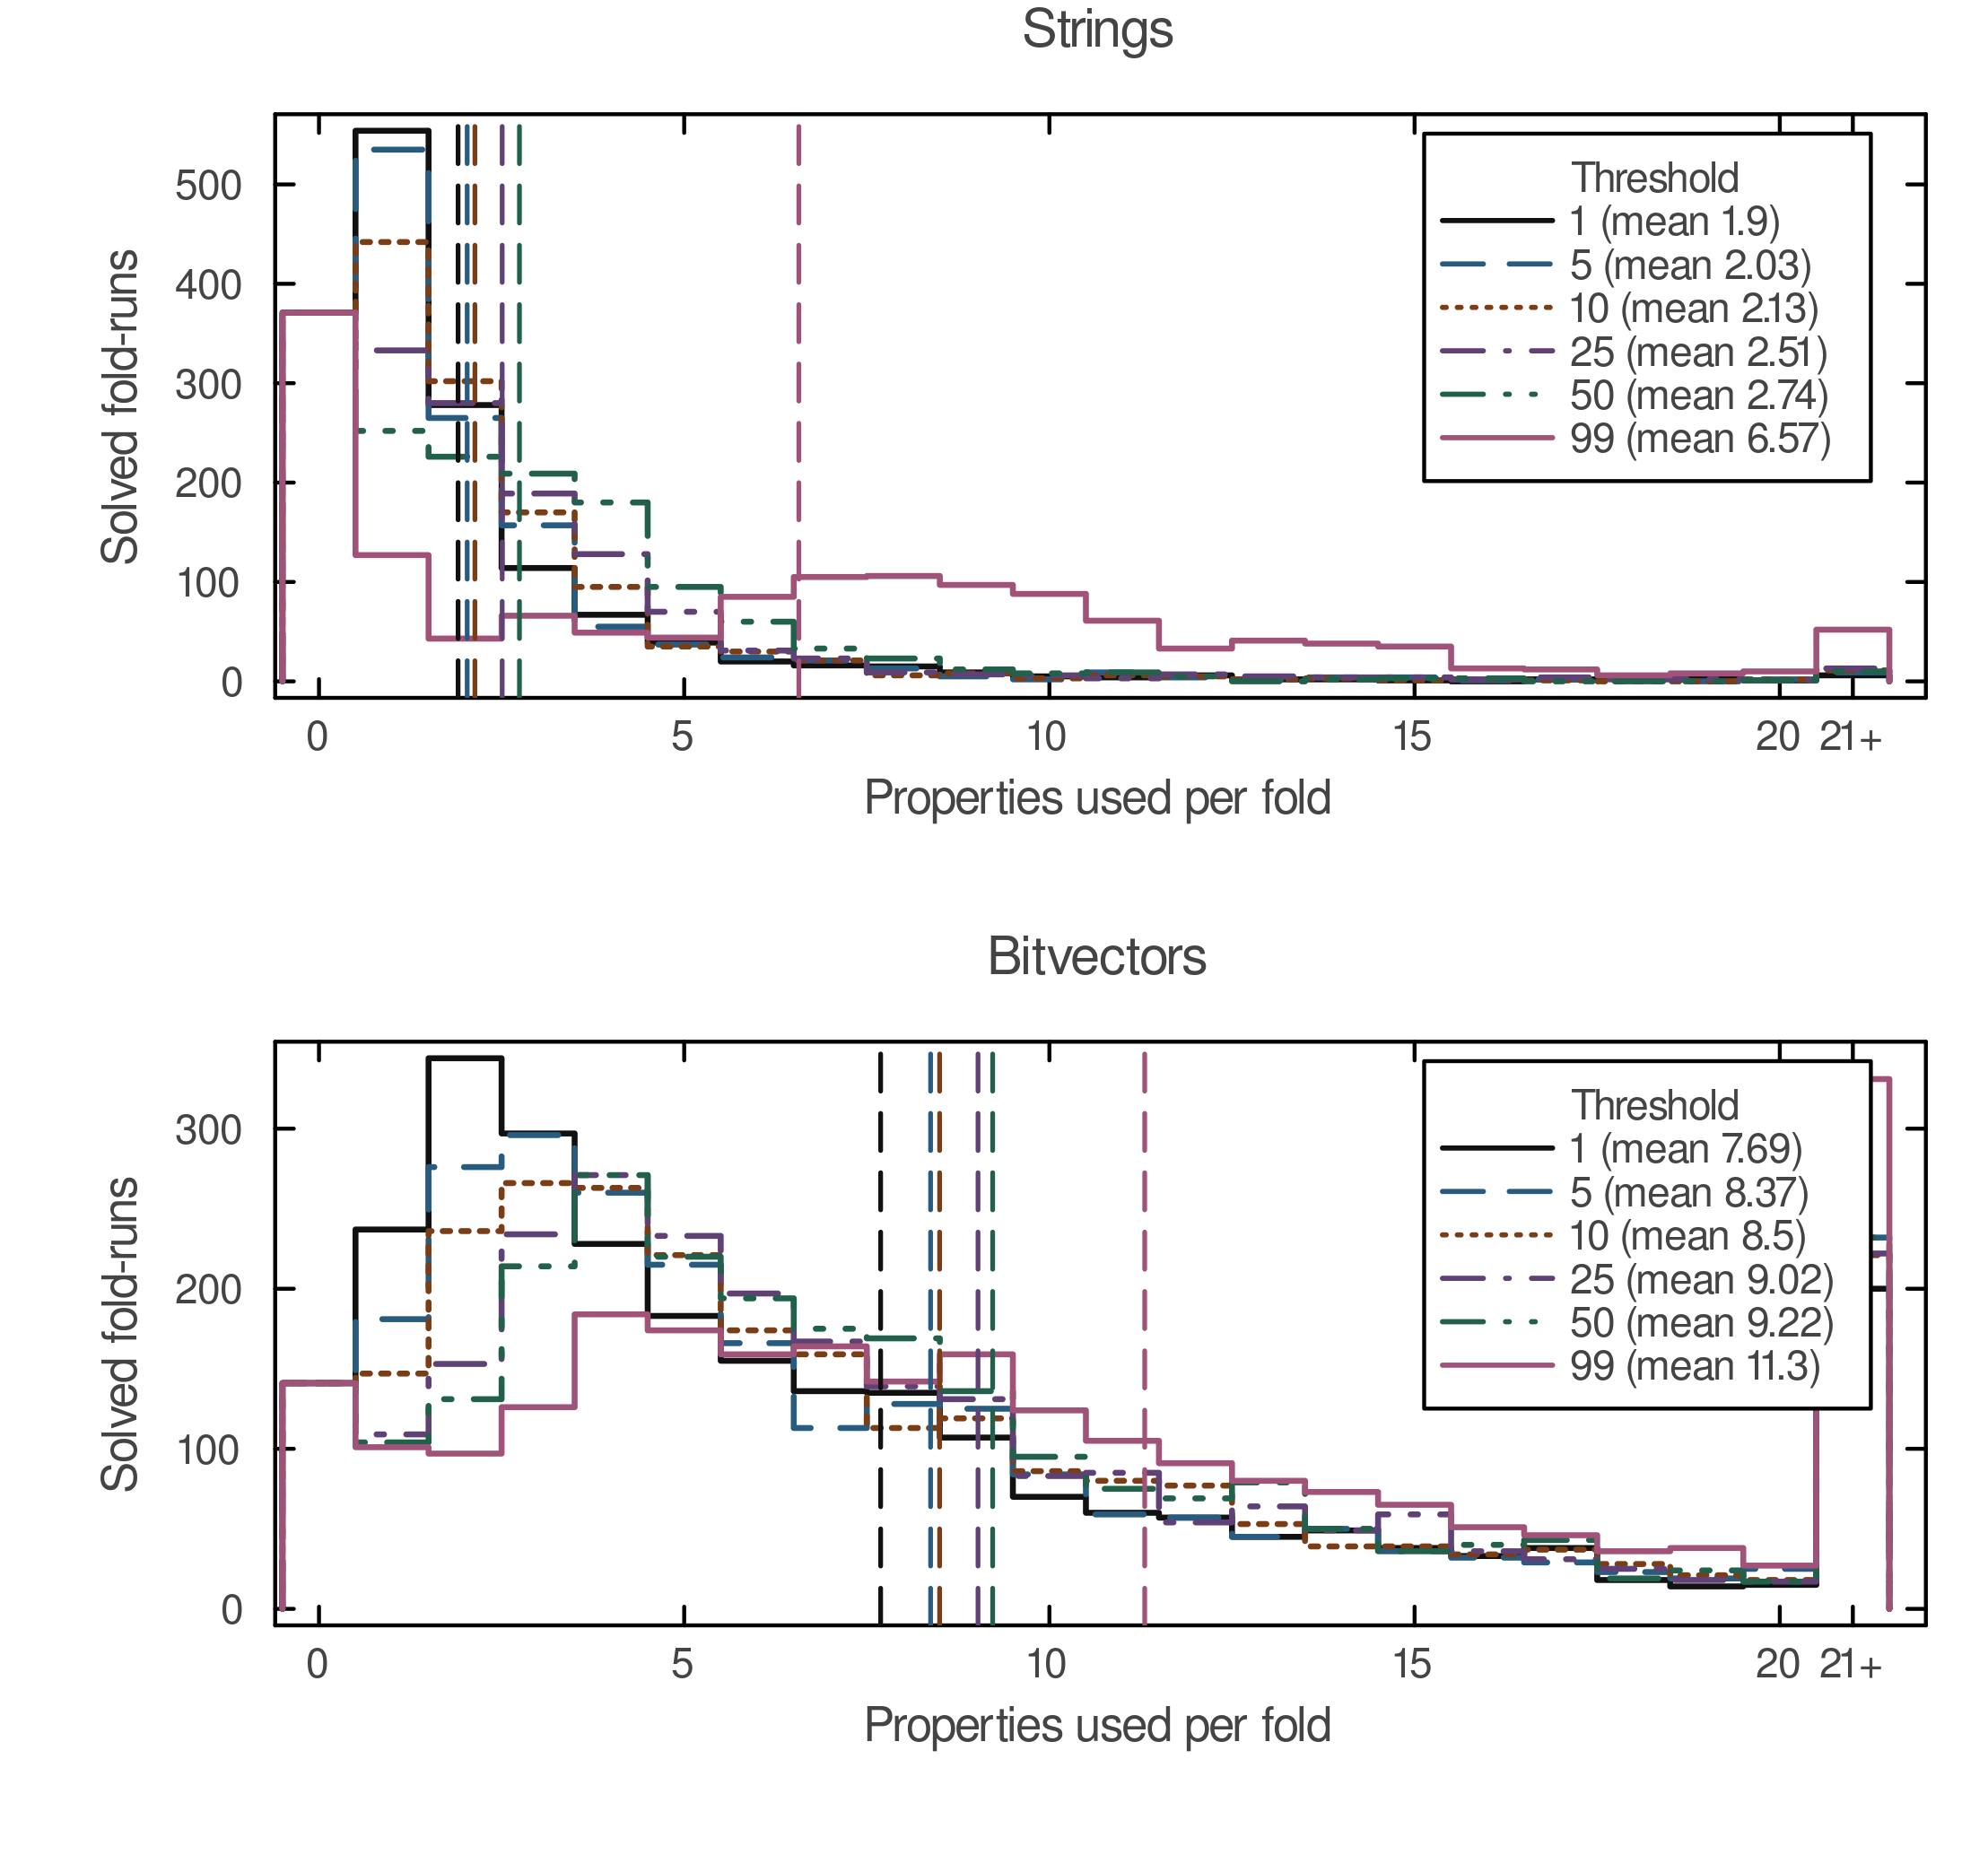 Strings
Solved fold-runs
500
400
300
200
100
0
Threshold
1 (mean 1.9)
5 (mean 2.03)
10 (mean 2.13)
25 (mean 2.51)
50 (mean 2.74)
99 (mean 6.57)
0 5 10 15 20 21+
Properties used per fold
Bitvectors
Solved fold-runs
300
200
100
0
Threshold
1 (mean 7.69)
5 (mean 8.37)
10 (mean 8.5)
25 (mean 9.02)
50 (mean 9.22)
99 (mean 11.3)
0 5 10 15 20 21+
Properties used per fold